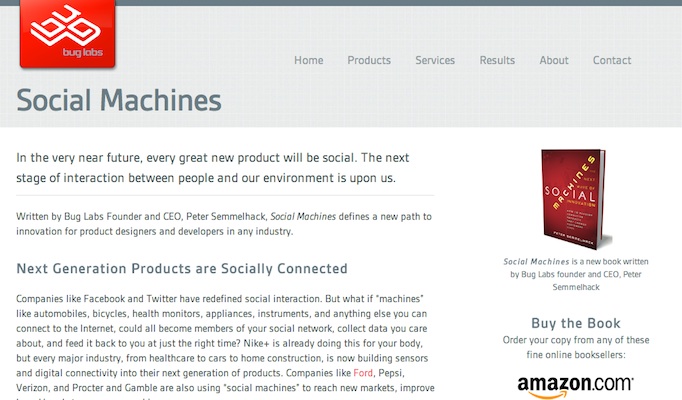 bug labs
Home Products Services Results About Contact
Social Machines
In the very near future, every great new product will be social. The next
stage of interaction between people and our environment is upon us.
Written by Bug Labs Founder and CEO, Peter Semmelhack, Social Machines defines a new path to
innovation for product designers and developers in any industry.
Next Generation Products are Socially Connected
Companies like Facebook and Twitter have redefined social interaction. But what if “machines”
like automobiles, bicycles, health monitors, appliances, instruments, and anything else you can
connect to the Internet, could all become members of your social network, collect data you care
about, and feed it back to you at just the right time? Nike+ is already doing this for your body,
but every major industry, from healthcare to cars to home construction, is now building sensors
and digital connectivity into their next generation of products. Companies like Ford, Pepsi,
Verizon, and Procter and Gamble are also using “social machines” to reach new markets, improve
SOCIAL
MACHINES
PETER SEMMELHACK
Social Machines is a new book written
by Bug Labs founder and CEO, Peter
Semmelhack
Buy the Book
Order your copy from any of these
fine online booksellers:
amazon.com